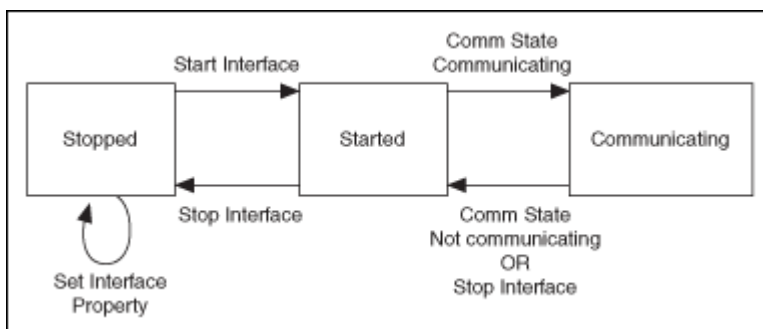 Start Interface
Comm State
Communicating
Stopped
Started
Communicating
Stop Interface
Comm State
Not communicating
OR
Stop Interface
Set Interface
Property